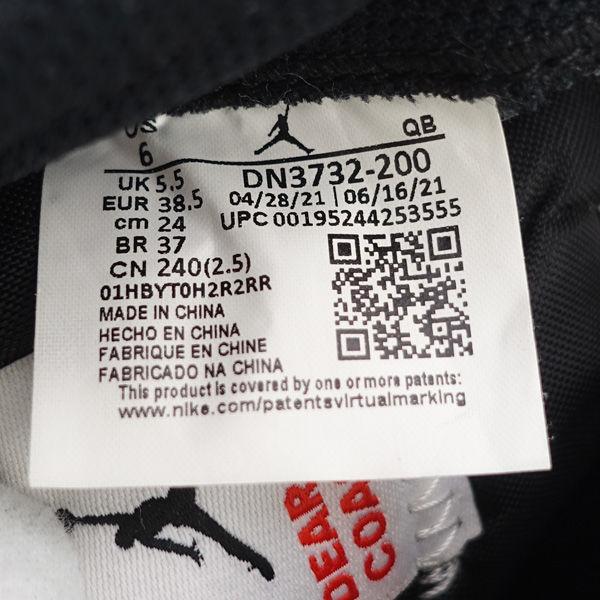 US
6
QB
UK 5.5
DN3732-200
EUR 38.5
04/28/21 | 06/16/21
cm 24
UPC 00195244253555
BR 37
CN 240(2.5)
01HBYT0H2R2RR
MADE IN CHINA
HECHO EN CHINA
FABRIQUE EN CHINE
FABRICADO NA CHINA
This product is covered by one or more patents:
www.nike.com/patentsvirtualmarking
DEAR
COA